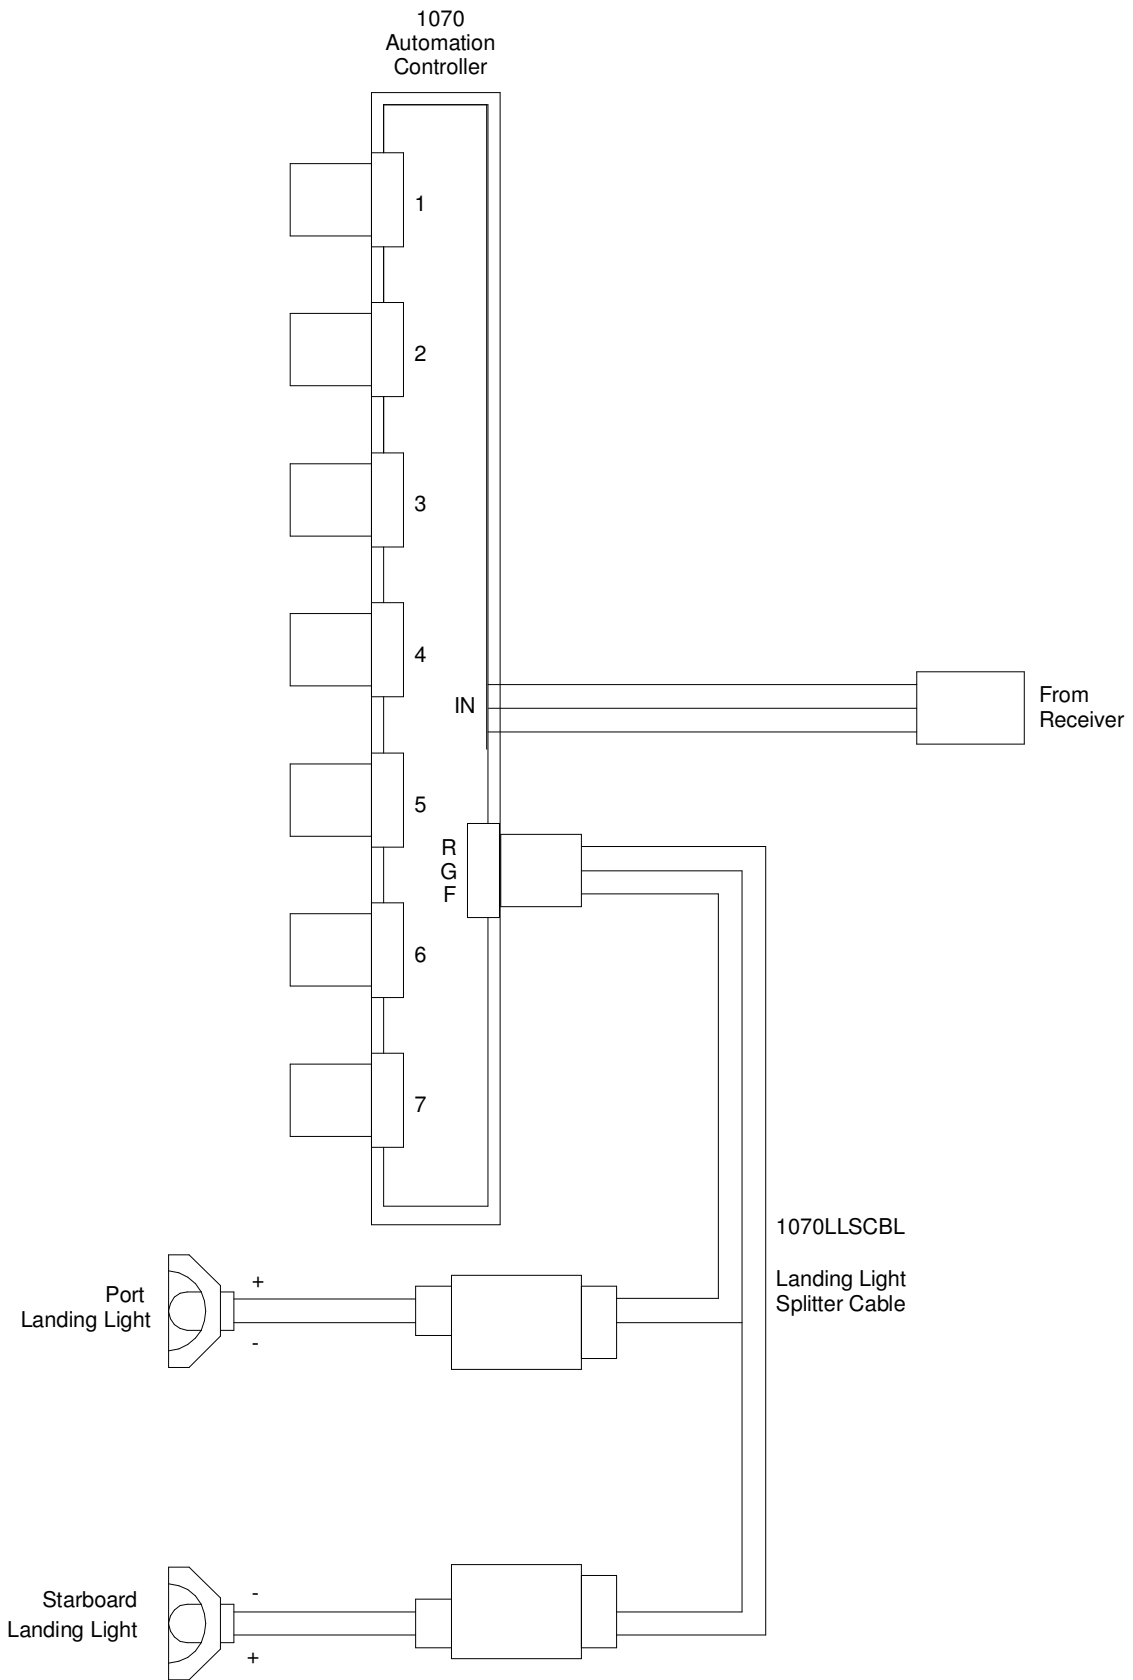 1070
Automation
Controller
1
2
3
4
IN
From
Receiver
5
R
G
F
6
7
1070LLSCBL
Landing Light
Splitter Cable
+
Port
Landing Light
-
-
Starboard
Landing Light
+